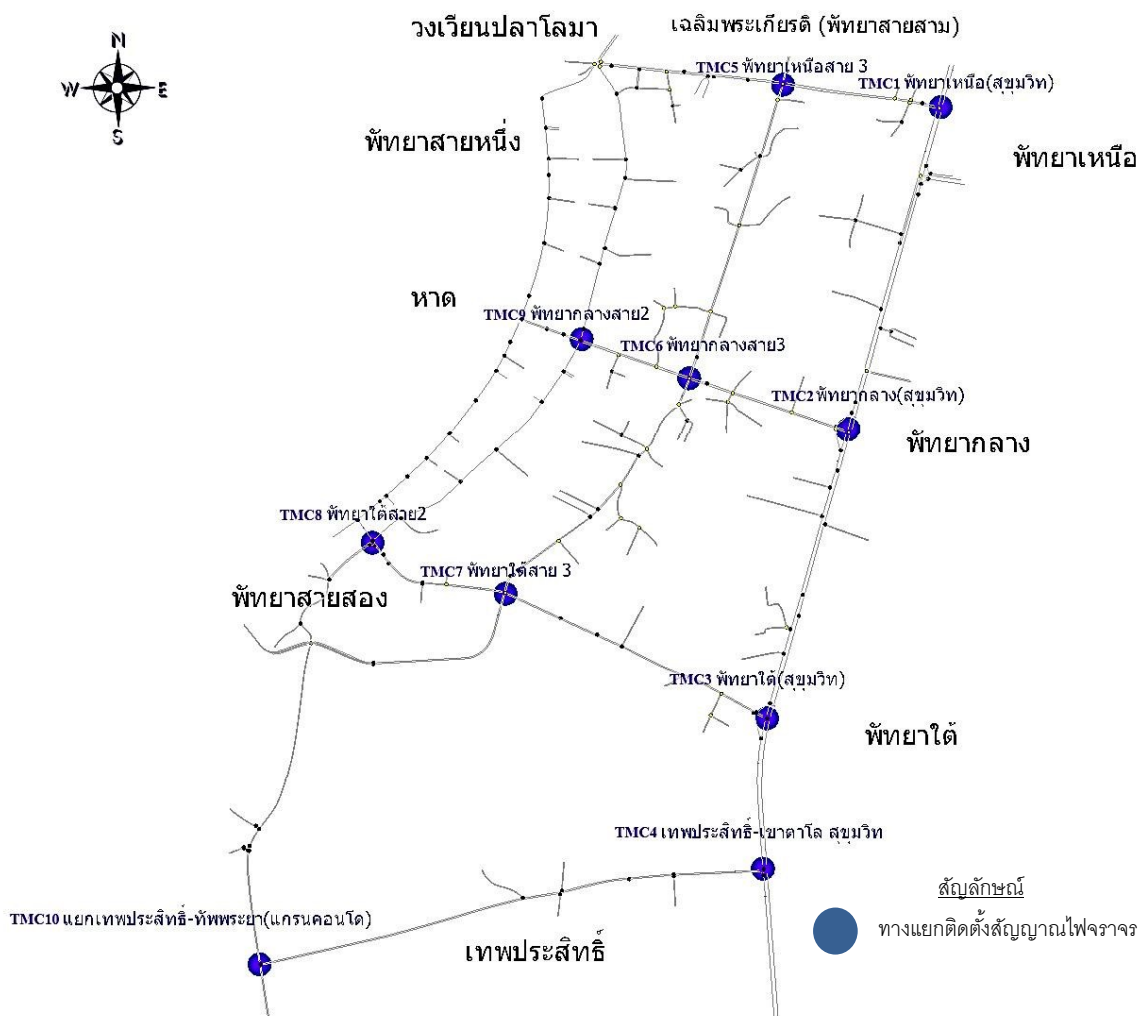 วงเวียนปลาโลมา
เฉลิมพระเกียรติ (พัทยาสายสาม)
N
W
E
S
TMC5 พัทยาเหนือสาย 3
TMC1 พัทยาเหนือ(สุขุมวิท)
พัทยาสายหนึ่ง
พัทยาเหนือ
หาด
TMC9 พัทยากลางสาย2
TMC6 พัทยากลางสาย3
TMC2 พัทยากลาง(สุขุมวิท)
พัทยากลาง
TMC8 พัทยาใต้สาย2
TMC7 พัทยาใต้สาย 3
พัทยาสายสอง
TMC3 พัทยาใต้(สุขุมวิท)
พัทยาใต้
TMC4 เทพประสิทธิ์-เขาตาโล สุขุมวิท
สัญลักษณ์
TMC10 แยกเทพประสิทธิ์-ทัพพระยา(แกรนคอนโด)
ทางแยกติดตั้งสัญญาณไฟจราจร
เทพประสิทธิ์